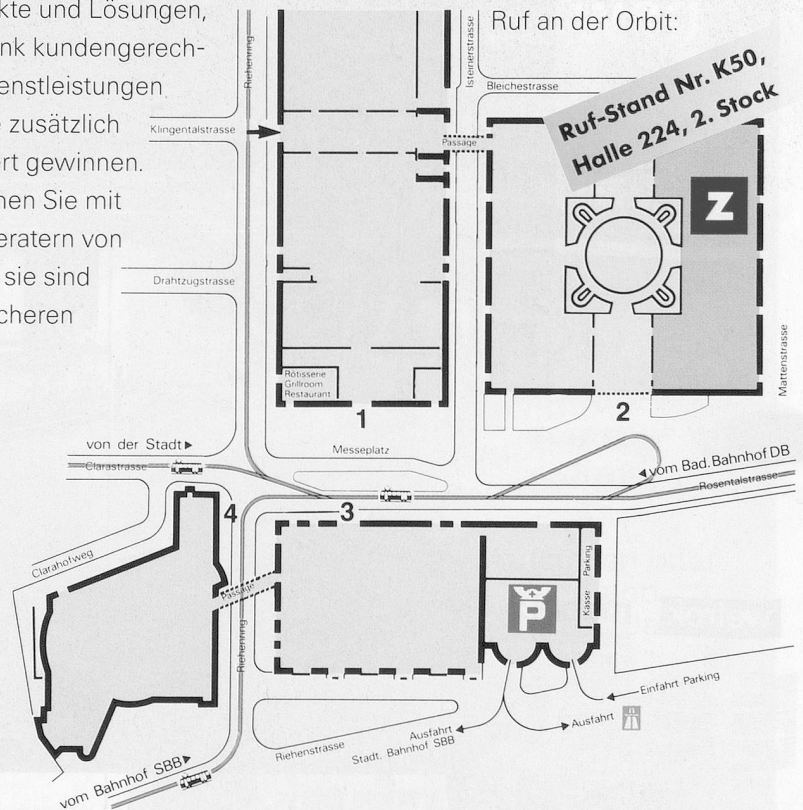 kte und Lösungen,
nk kundengerech-
enstleistungen
e zusätzlich
ert gewinnen.
nen Sie mit
eratern von
sie sind
cheren
Ruf an der Orbit:
Ruf-Stand Nr. K50,
Halle 224, 2. Stock
Riehenring
Isteinerstrasse
Bleichestrasse
Klingentalstrasse
Passage
Z
Drahtzugstrasse
Mattenstrasse
Rôtisserie
Grillroom
Restaurant
1
2
Messeplatz
von der Stadt
Clarastrasse
vom Bad. Bahnhof DB
Rosentalstrasse
4
3
Clarahofweg
Passage
Riehenring
Parking
Kasse
P
Einfahrt Parking
Ausfahrt
Ausfahrt
Stadt. Bahnhof SBB
Riehenstrasse
vom Bahnhof SBB